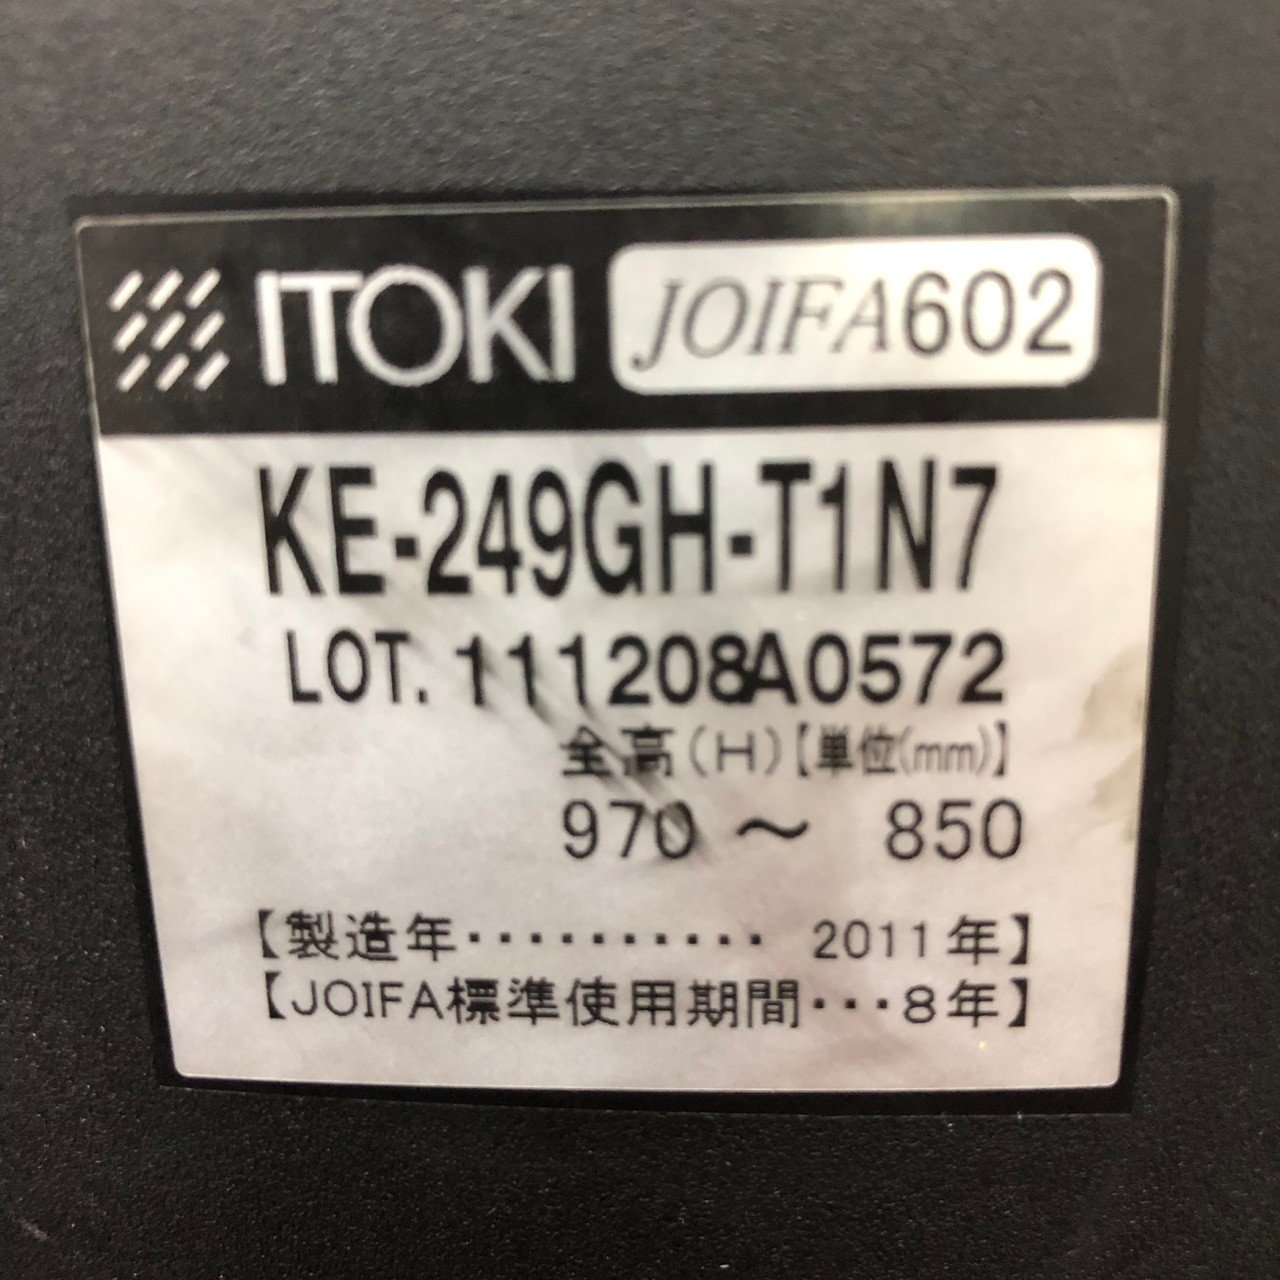 ITOKI JOIFA602
KE-249GH-T1N7
LOT. 111208A0572
全高(H)【単位(mm)】
970 ～ 850
【製造年・・・・・・・・・・ 2011年】
【JOIFA標準使用期間・・・8年】